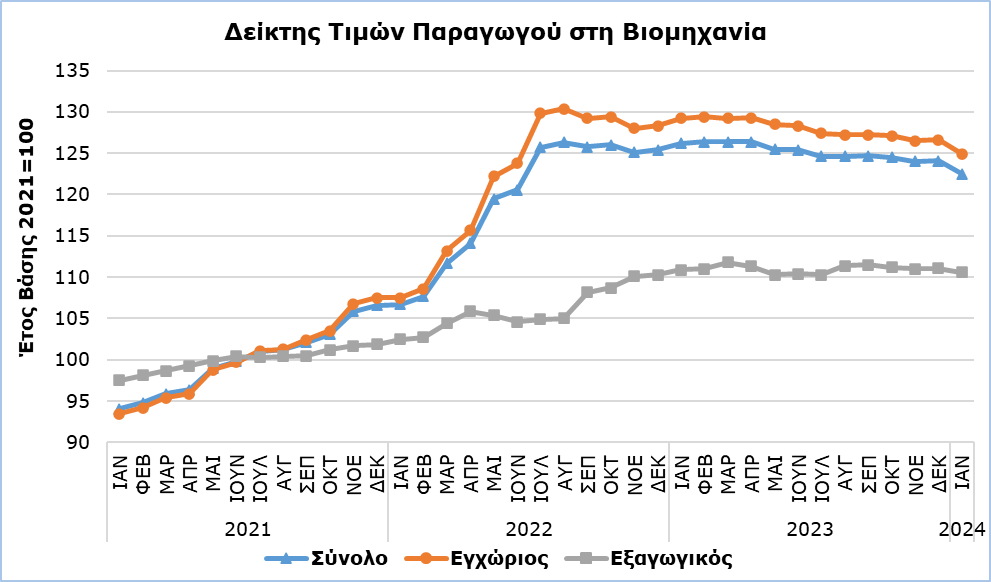 Δείκτης Τιμών Παραγωγού στη Βιομηχανία
Έτος Βάσης 2021=100
135
130
125
120
115
110
105
100
95
90
ΙΑΝ ΦΕΒ ΜΑΡ ΑΠΡ ΜΑΙ ΙΟΥΝ ΙΟΥΛ ΑΥΓ ΣΕΠ ΟΚΤ ΝΟΕ ΔΕΚ ΙΑΝ ΦΕΒ ΜΑΡ ΑΠΡ ΜΑΙ ΙΟΥΝ ΙΟΥΛ ΑΥΓ ΣΕΠ ΟΚΤ ΝΟΕ ΔΕΚ ΙΑΝ ΦΕΒ ΜΑΡ ΑΠΡ ΜΑΙ ΙΟΥΝ ΙΟΥΛ ΑΥΓ ΣΕΠ ΟΚΤ ΝΟΕ ΔΕΚ ΙΑΝ
2021 2022 2023 2024
Σύνολο Εγχώριος Εξαγωγικός